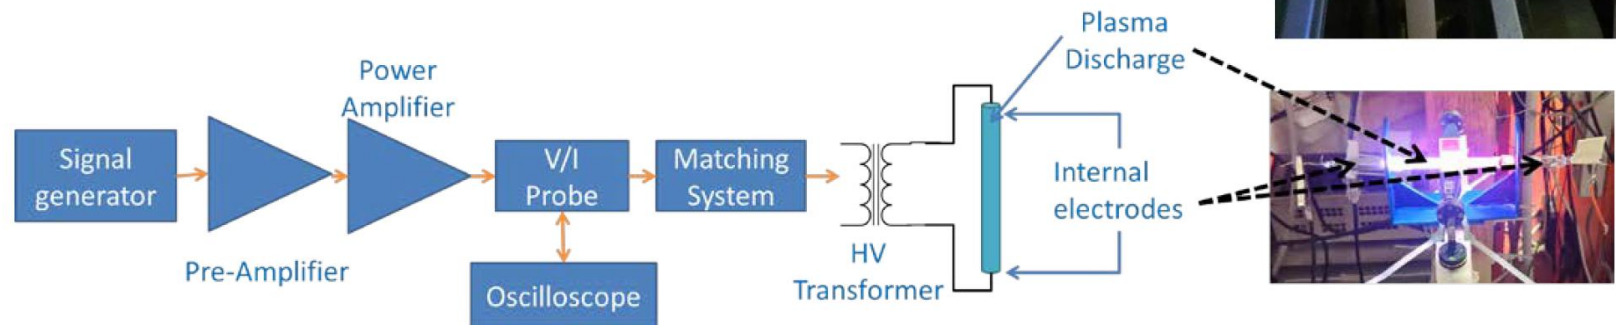 Plasma
Discharge
Power
Amplifier
Signal
generator
V/I
Probe
Matching
System
Internal
electrodes
Pre-Amplifier
HV
Transformer
Oscilloscope